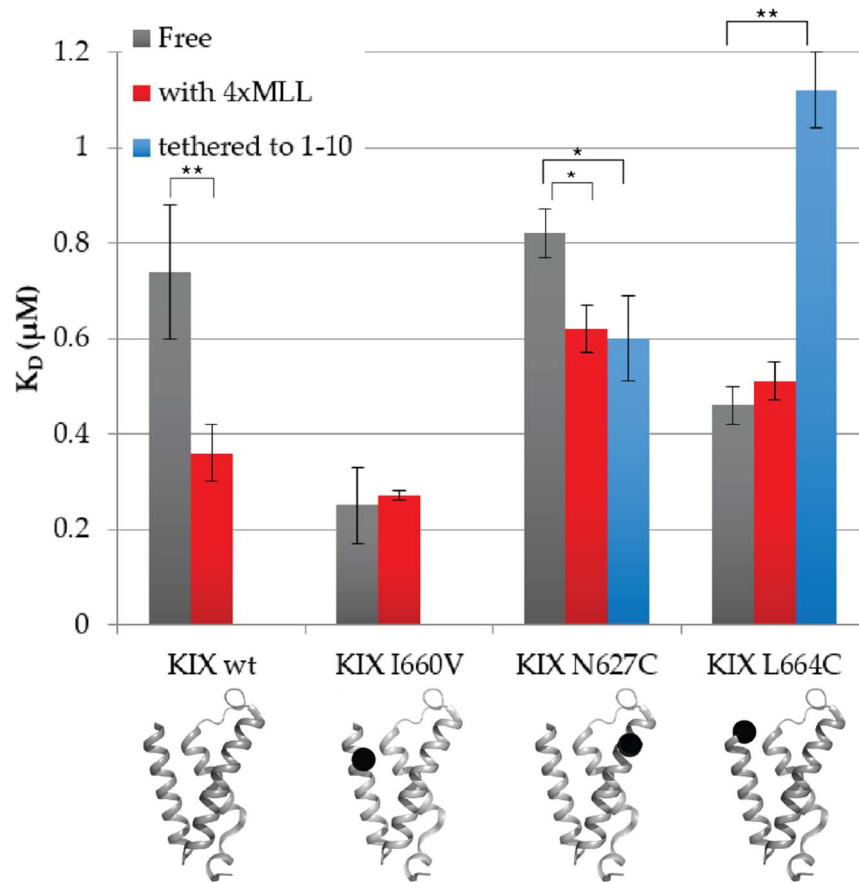 Free
with 4xMLL
tethered to 1-10
**
**
*
*
K_D (µM)
1.2
1
0.8
0.6
0.4
0.2
0
KIX wt KIX I660V KIX N627C KIX L664C